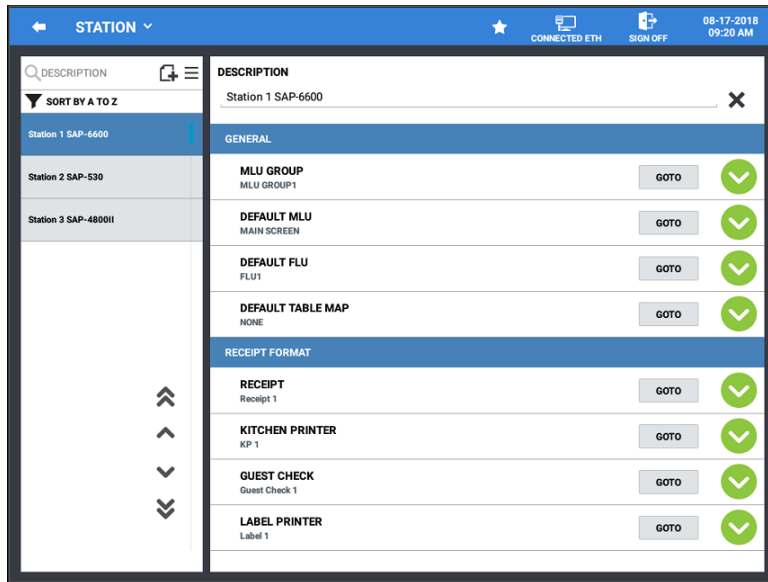 STATION
CONNECTED ETH
SIGN OFF
08-17-2018
09:20 AM
DESCRIPTION
SORT BY A TO Z
Station 1 SAP-6600
Station 2 SAP-530
Station 3 SAP-4800II
DESCRIPTION
Station 1 SAP-6600
GENERAL
MLU GROUP
MLU GROUP1
GOTO
DEFAULT MLU
MAIN SCREEN
GOTO
DEFAULT FLU
FLU1
GOTO
DEFAULT TABLE MAP
NONE
GOTO
RECEIPT FORMAT
RECEIPT
Receipt 1
GOTO
KITCHEN PRINTER
KP 1
GOTO
GUEST CHECK
Guest Check 1
GOTO
LABEL PRINTER
Label 1
GOTO